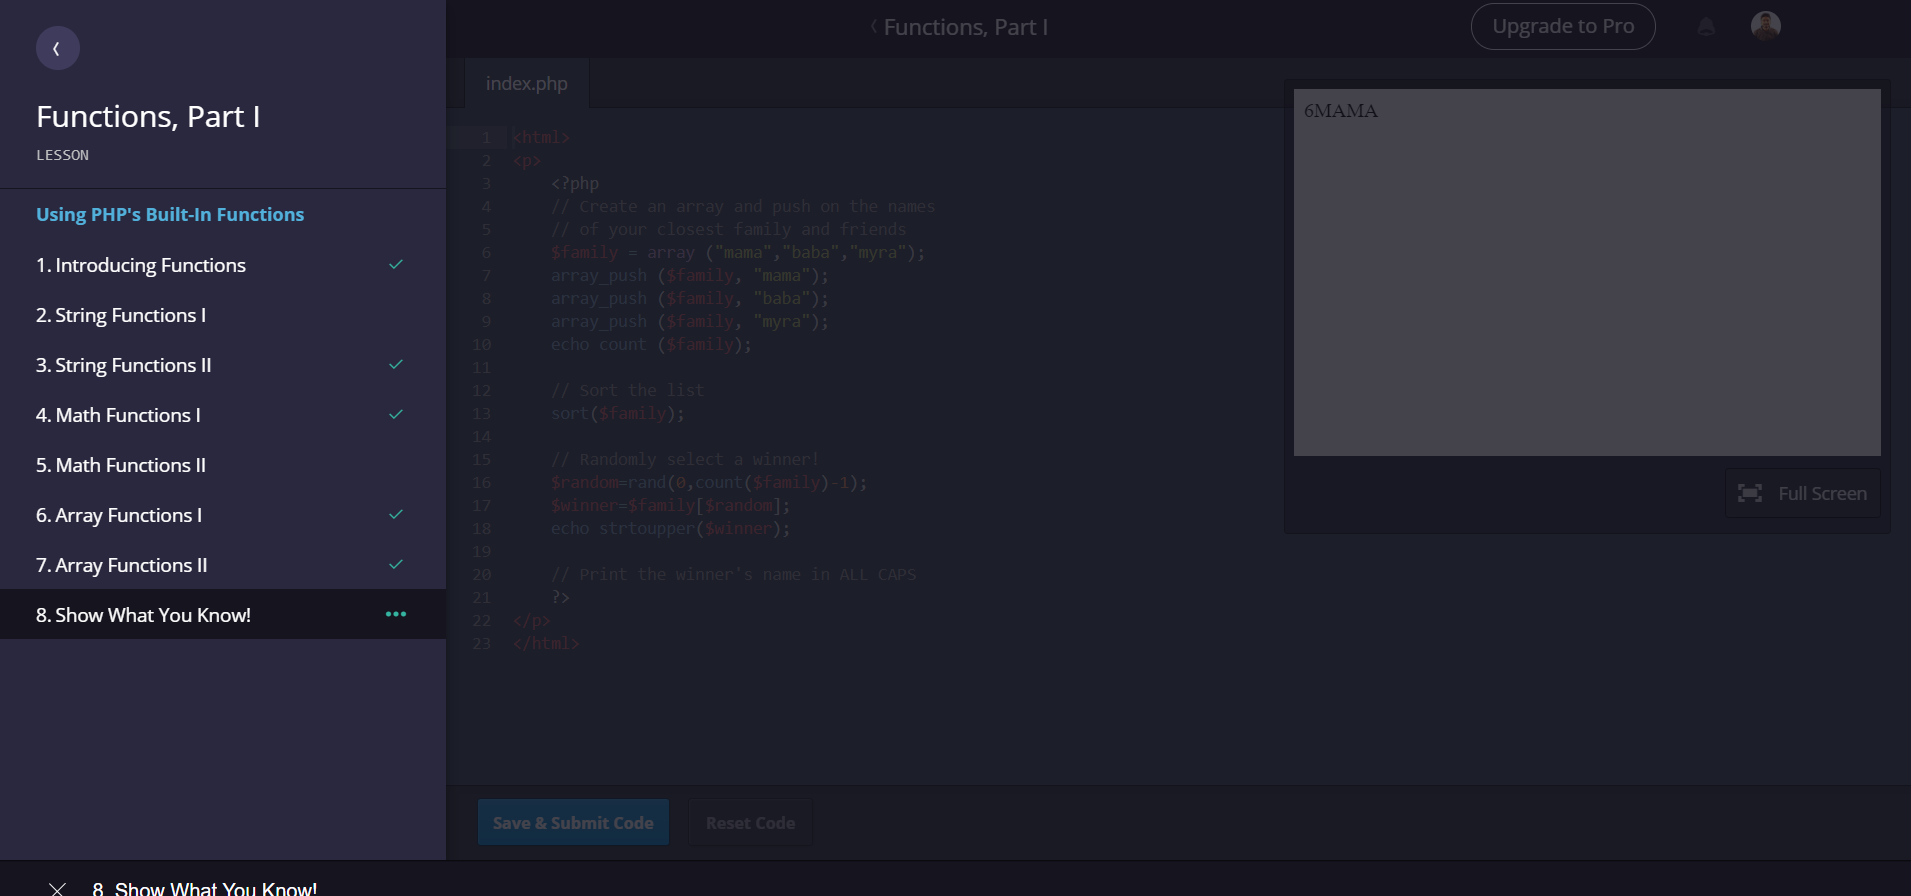 Functions, Part I
LESSON
Using PHP's Built-In Functions
1. Introducing Functions
2. String Functions I
3. String Functions II
4. Math Functions I
5. Math Functions II
6. Array Functions I
7. Array Functions II
8. Show What You Know!
Functions, Part I
Upgrade to Pro
index.php
1 <html>
2 <p>
3 <?php
4 // Create an array and push on the names
5 // of your closest family and friends
6 $family = array ("mama","baba","myra");
7 array_push ($family, "mama");
8 array_push ($family, "baba");
9 array_push ($family, "myra");
10 echo count ($family);
11
12 // Sort the list
13 sort($family);
14
15 // Randomly select a winner!
16 $random=rand(0,count($family)-1);
17 $winner=$family[$random];
18 echo strtoupper($winner);
19
20 // Print the winner's name in ALL CAPS
21 ?>
22 </p>
23 </html>
6MAMA
Full Screen
Save & Submit Code
Reset Code
8. Show What You Know!